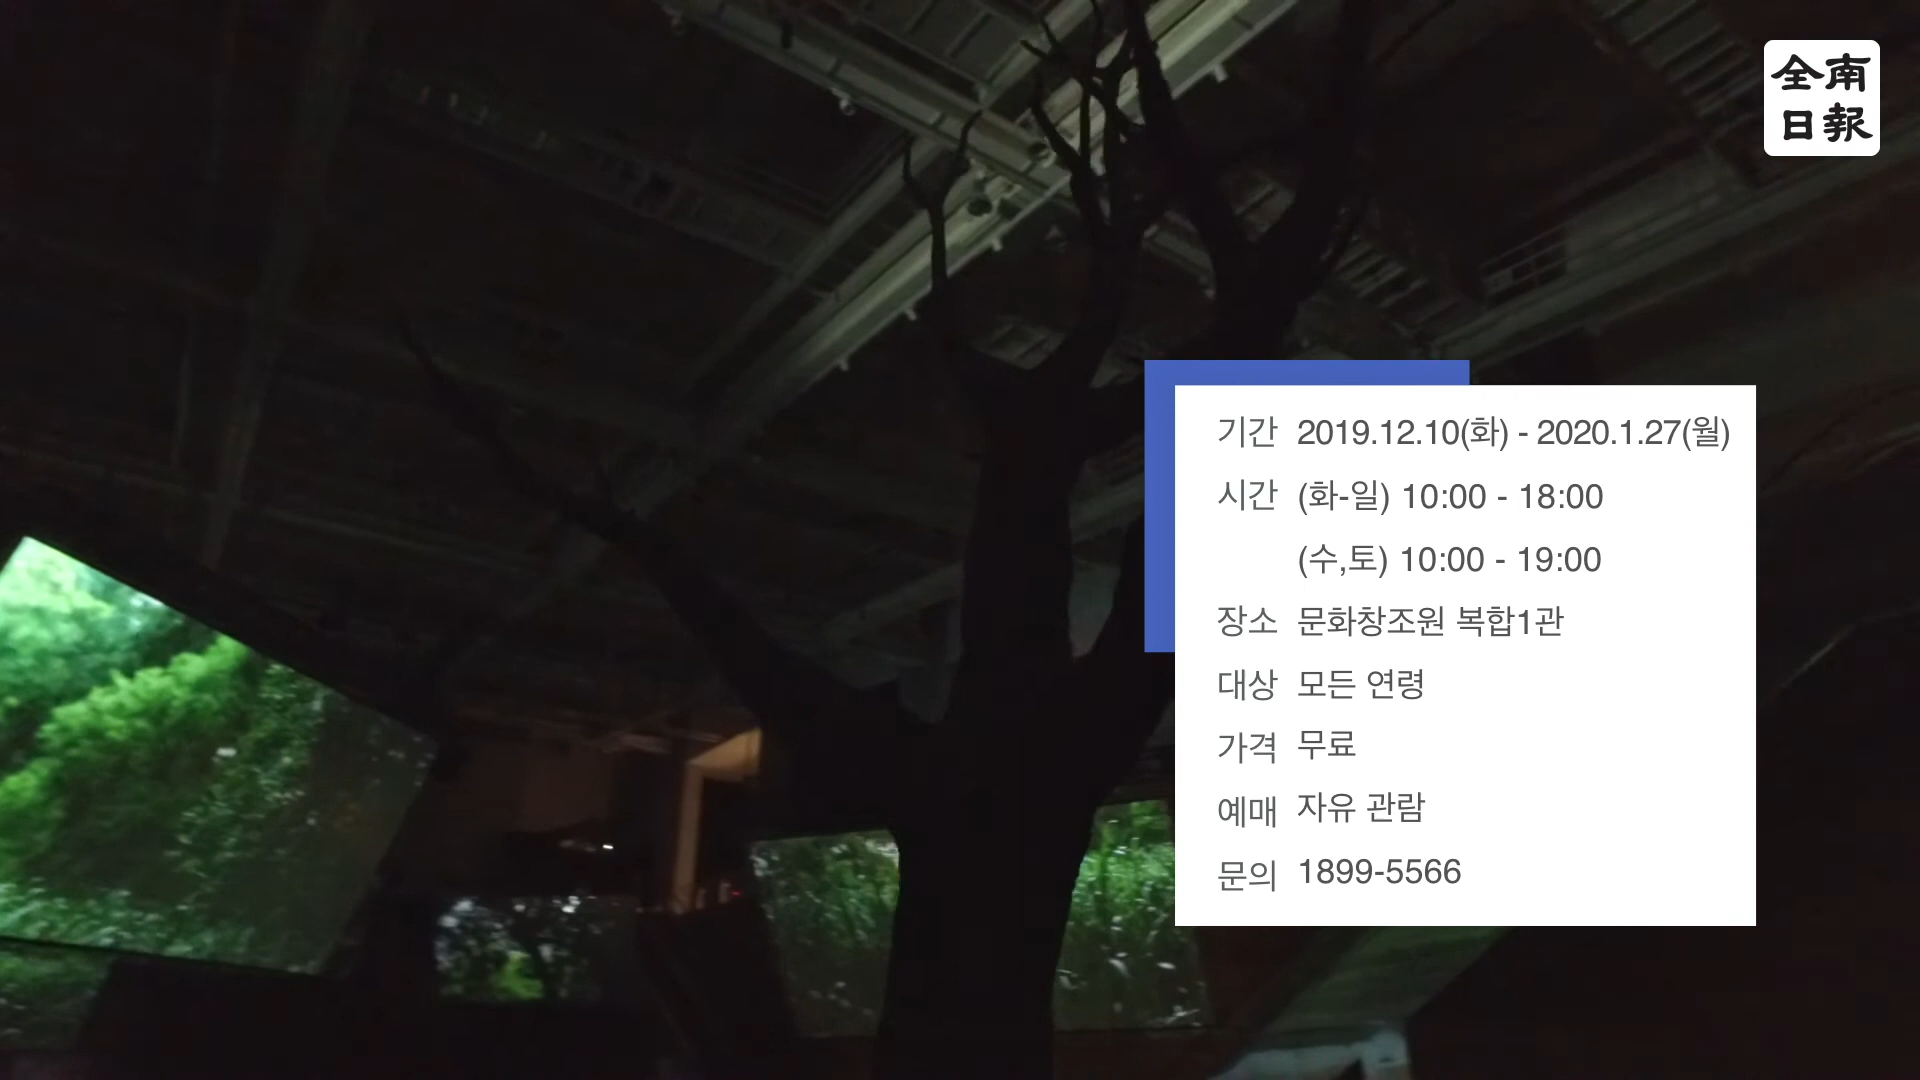 全南
日報
기간 2019.12.10(화) - 2020.1.27(월)
시간 (화-일) 10:00 - 18:00
(수,토) 10:00 - 19:00
장소 문화창조원 복합1관
대상 모든 연령
가격 무료
예매 자유 관람
문의 1899-5566